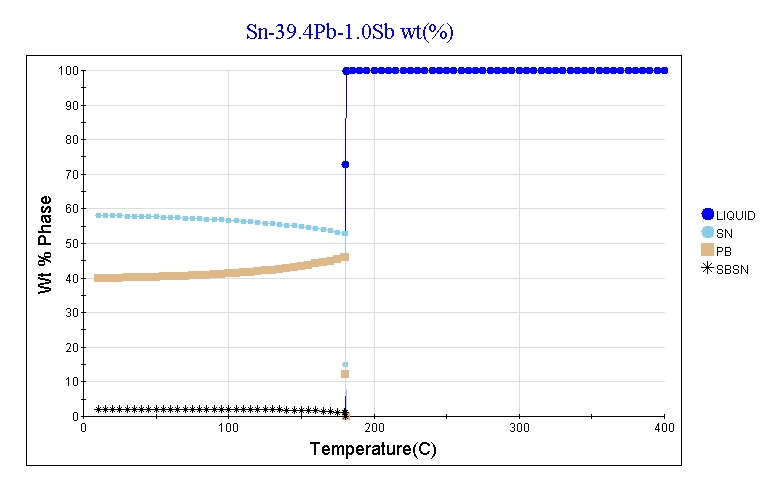 Sn-39.4Pb-1.0Sb wt(%)
100
90
80
70
60
50
40
30
20
10
0
Wt % Phase
0 100 200 300 400
Temperature(C)
LIQUID
SN
PB
SBSN